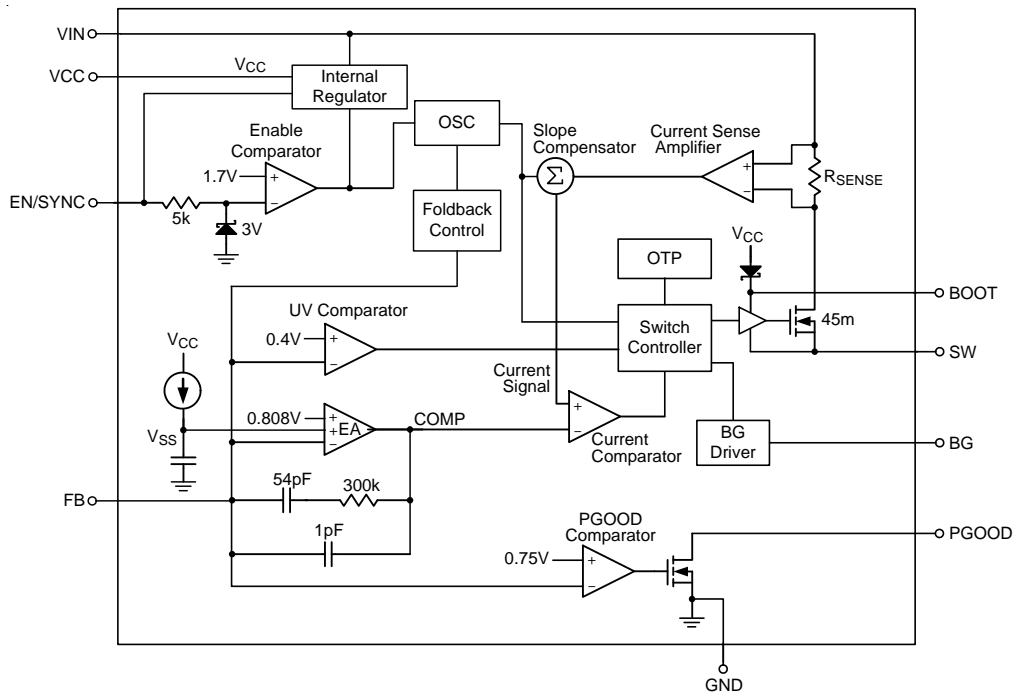 VIN
VCC
VCC
Internal
Regulator
OSC
Slope
Compensator
Current Sense
Amplifier
Enable
Comparator
1.7V
+
−
Σ
+
−
RSENSE
EN/SYNC
5k
3V
Foldback
Control
VCC
OTP
BOOT
UV Comparator
0.4V
+
−
Switch
Controller
45m
SW
VCC
Current
Signal
0.808V
+
+
−
EA
COMP
+
−
Current
Comparator
BG
Driver
BG
VSS
54pF
300k
FB
1pF
PGOOD
Comparator
0.75V
+
−
PGOOD
GND